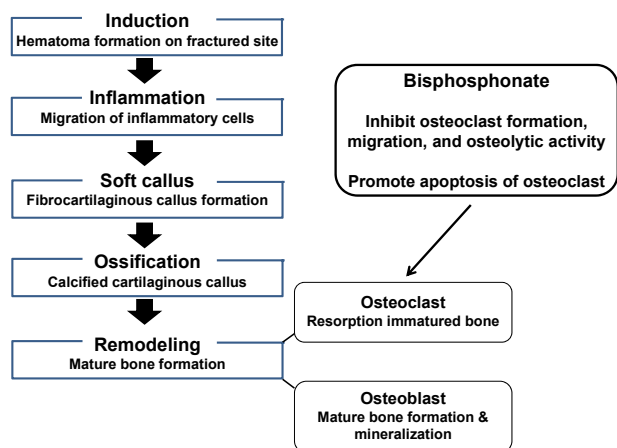 Induction
Hematoma formation on fractured site
Inflammation
Migration of inflammatory cells
Soft callus
Fibrocartilaginous callus formation
Ossification
Calcified cartilaginous callus
Remodeling
Mature bone formation
Bisphosphonate
Inhibit osteoclast formation,
migration, and osteolytic activity
Promote apoptosis of osteoclast
Osteoclast
Resorption immatured bone
Osteoblast
Mature bone formation &
mineralization